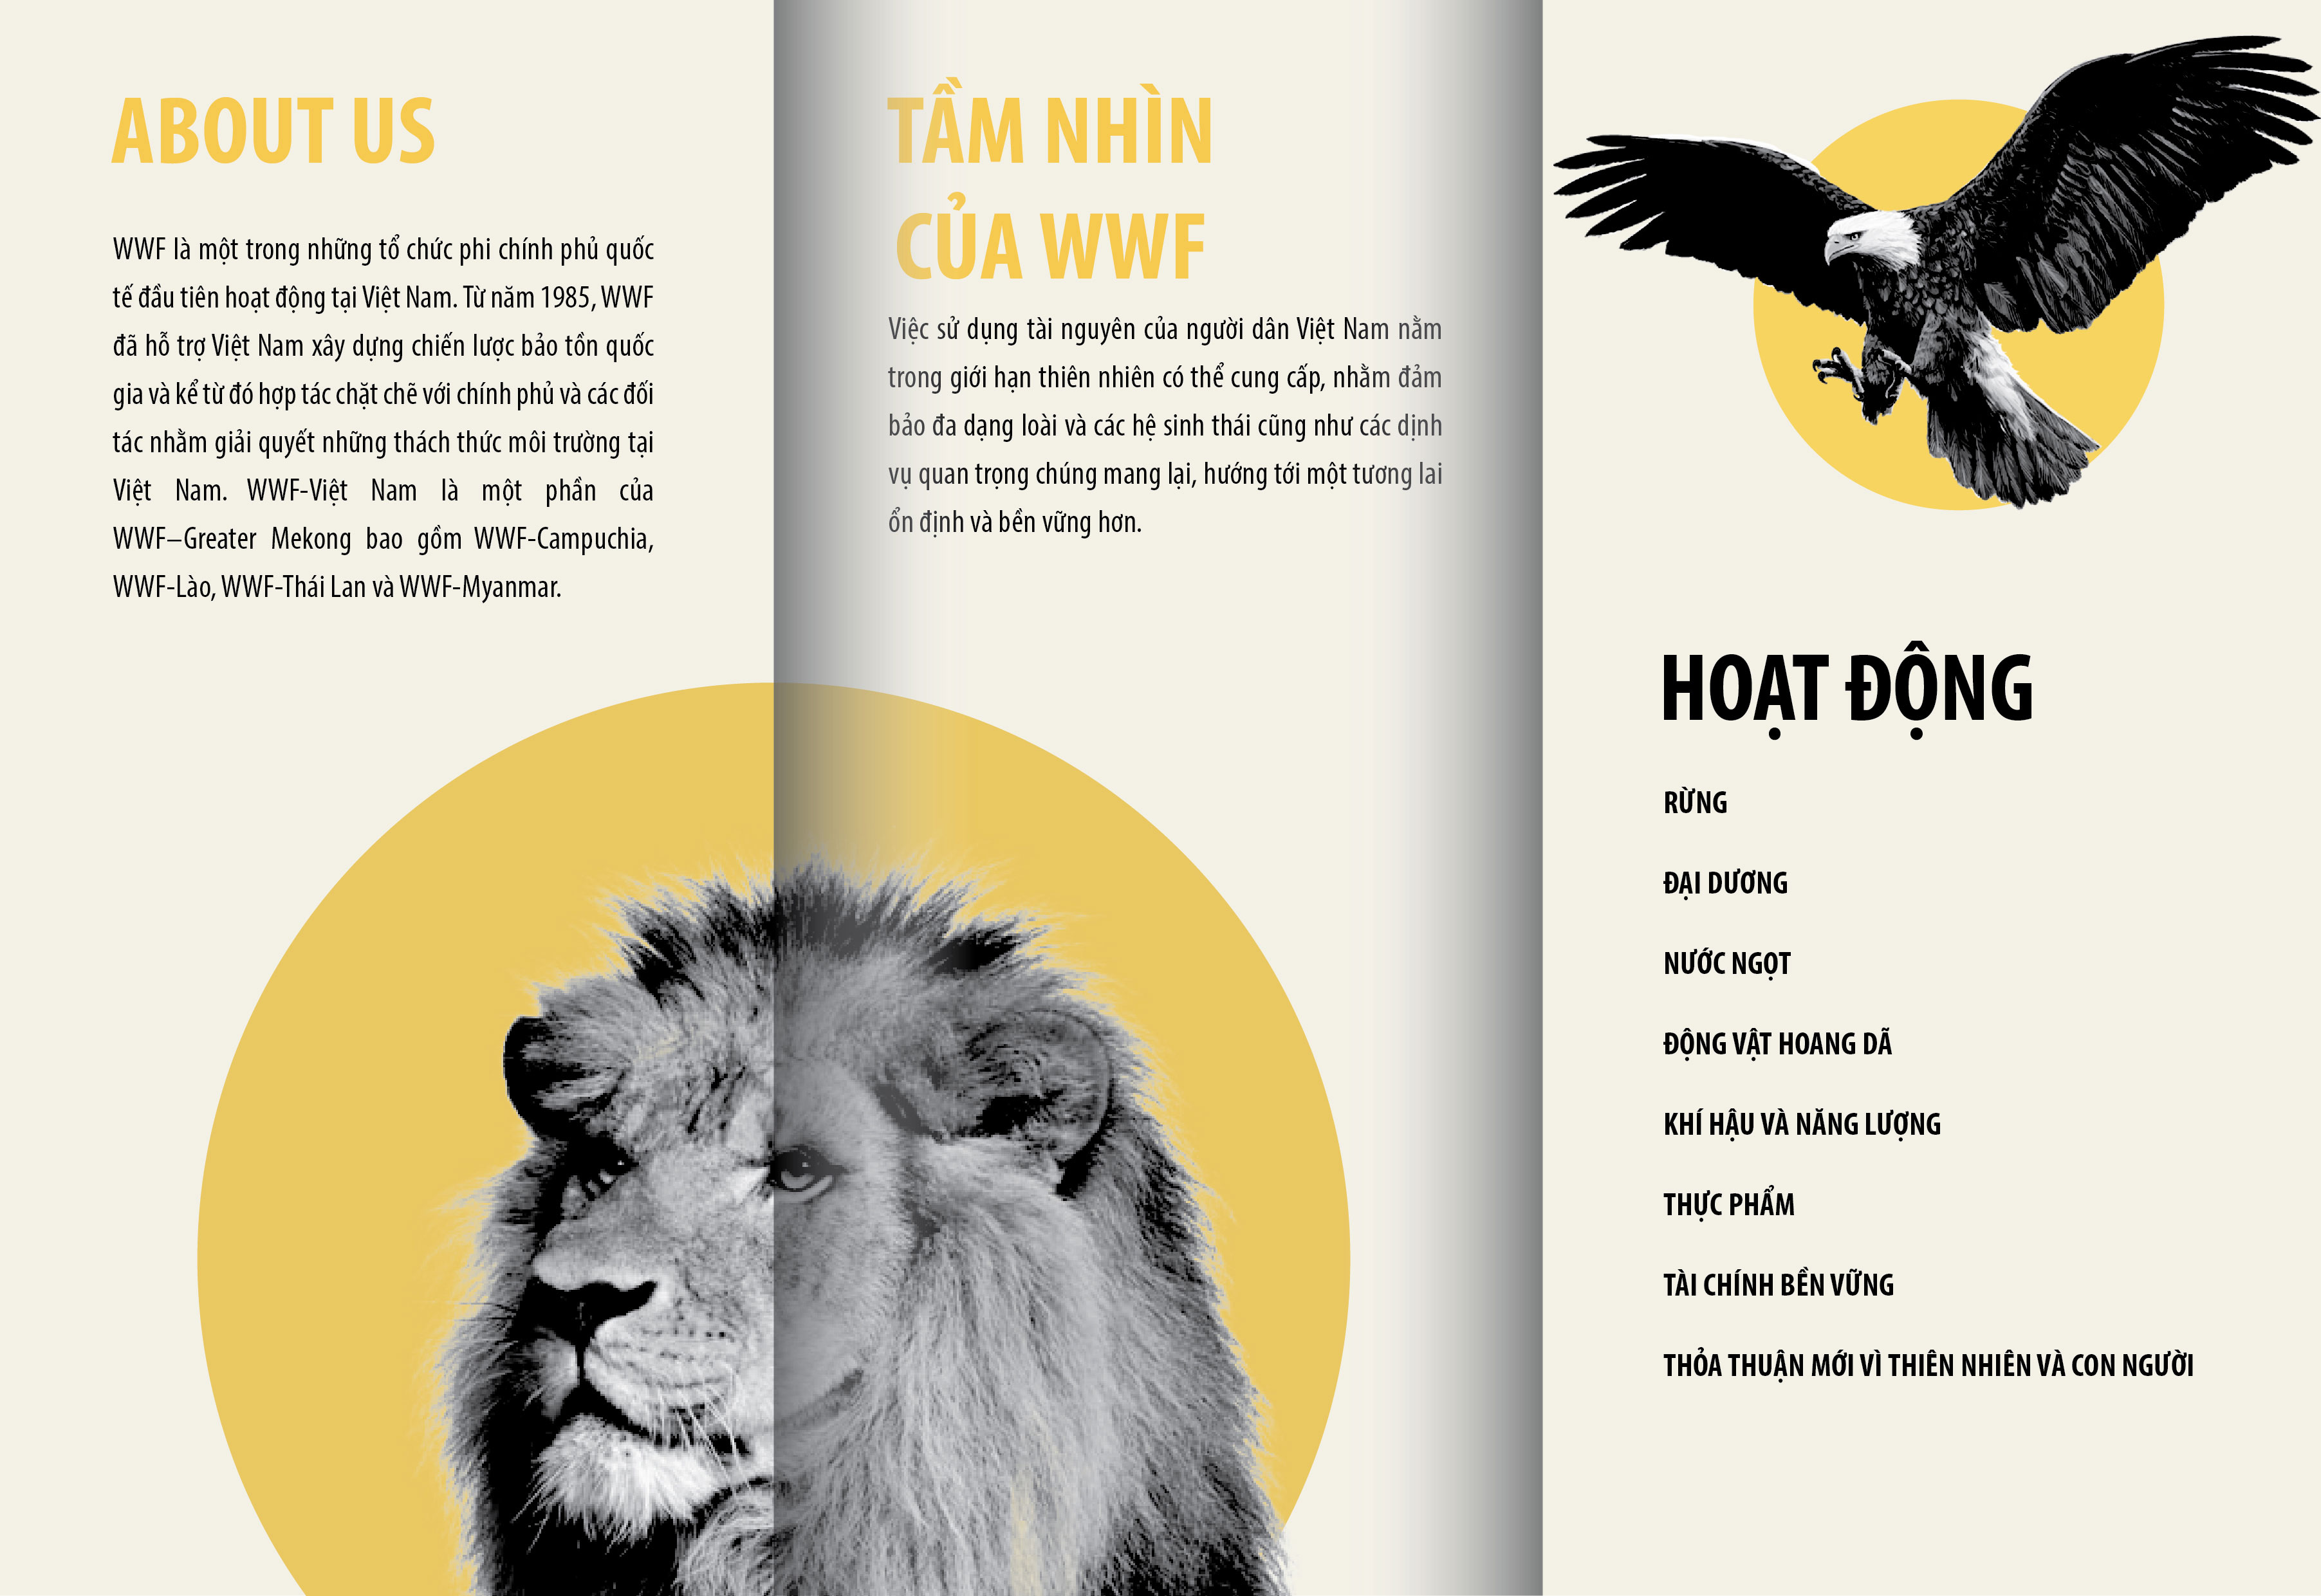 ABOUT US
WWF là một trong những tổ chức phi chính phủ quốc
tế đầu tiên hoạt động tại Việt Nam. Từ năm 1985, WWF
đã hỗ trợ Việt Nam xây dựng chiến lược bảo tồn quốc
gia và kể từ đó hợp tác chặt chẽ với chính phủ và các đối
tác nhằm giải quyết những thách thức môi trường tại
Việt Nam. WWF-Việt Nam là một phần của
WWF–Greater Mekong bao gồm WWF-Campuchia,
WWF-Lào, WWF-Thái Lan và WWF-Myanmar.
TẦM NHÌN
CỦA WWF
Việc sử dụng tài nguyên của người dân Việt Nam nằm
trong giới hạn thiên nhiên có thể cung cấp, nhằm đảm
bảo đa dạng loài và các hệ sinh thái cũng như các dịnh
vụ quan trọng chúng mang lại, hướng tới một tương lai
ổn định và bền vững hơn.
HOẠT ĐỘNG
RỪNG
ĐẠI DƯƠNG
NƯỚC NGỌT
ĐỘNG VẬT HOANG DÃ
KHÍ HẬU VÀ NĂNG LƯỢNG
THỰC PHẨM
TÀI CHÍNH BỀN VỮNG
THỎA THUẬN MỚI VÌ THIÊN NHIÊN VÀ CON NGƯỜI